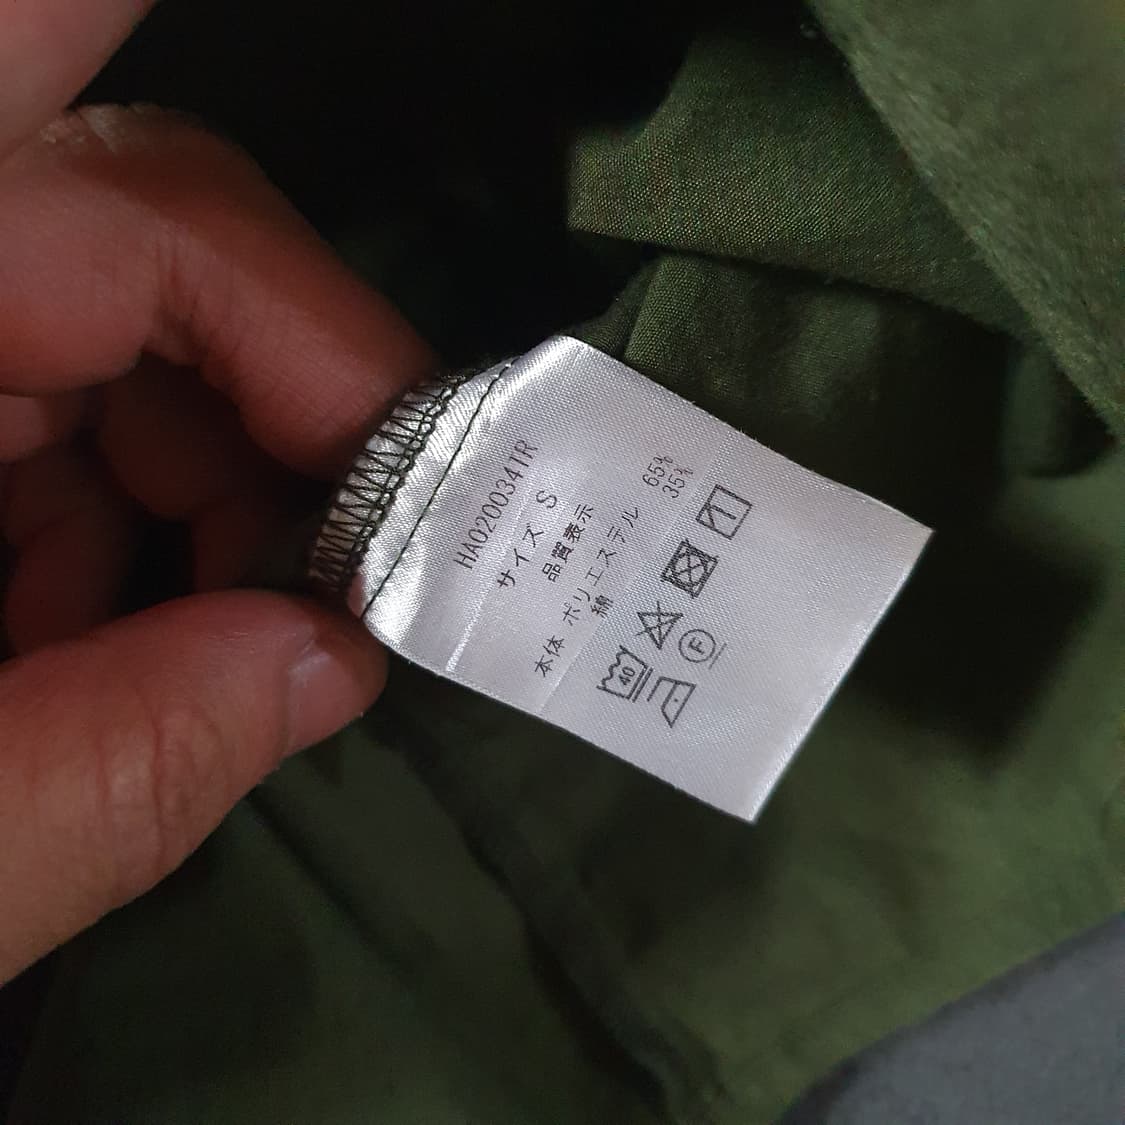 HA020034TR
サイズ S
品質表示
本体 ポリエステル 65%
綿 35%
40
F